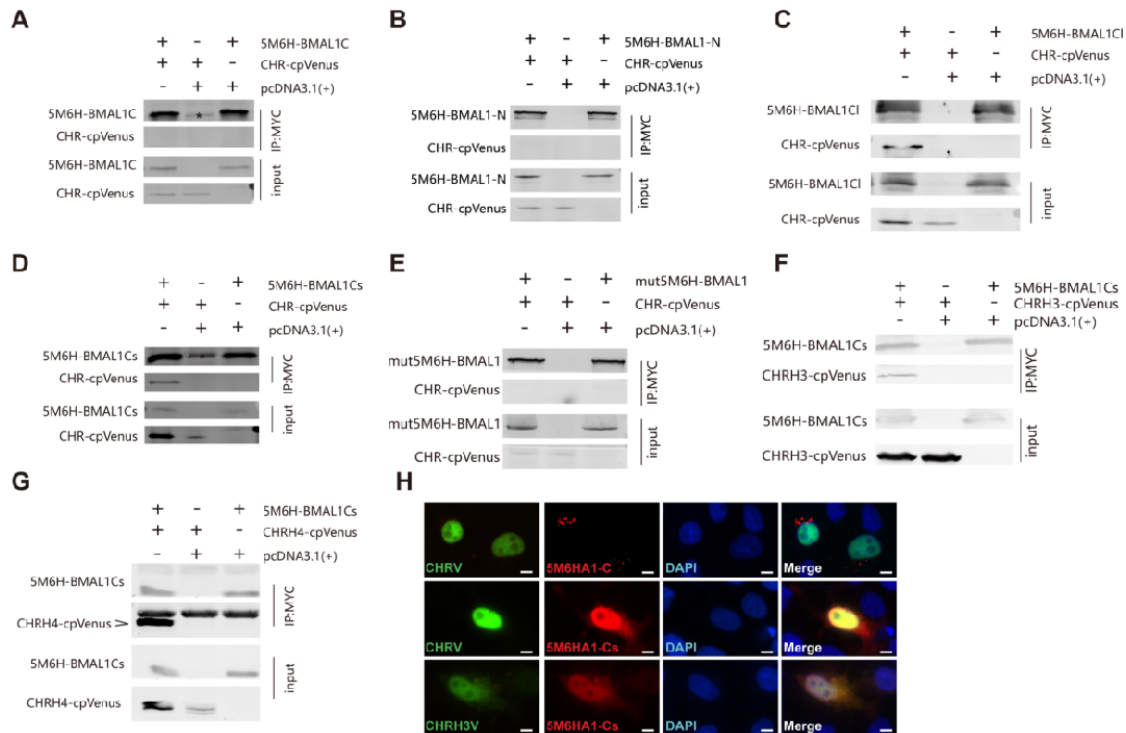 A
+ - + 5M6H-BMAL1C
+ + - CHR-cpVenus
- + + pcDNA3.1(+)
5M6H-BMAL1C
*
CHR-cpVenus
IP:MYC
5M6H-BMAL1C
CHR-cpVenus
input
B
+ - + 5M6H-BMAL1-N
+ + - CHR-cpVenus
- + + pcDNA3.1(+)
5M6H-BMAL1-N
CHR-cpVenus
IP:MYC
5M6H-BMAL1-N
CHR-cpVenus
input
C
+ - + 5M6H-BMAL1Cl
+ + - CHR-cpVenus
- + + pcDNA3.1(+)
5M6H-BMAL1Cl
CHR-cpVenus
IP:MYC
5M6H-BMAL1Cl
CHR-cpVenus
input
D
+ - + 5M6H-BMAL1Cs
+ + - CHR-cpVenus
- + + pcDNA3.1(+)
5M6H-BMAL1Cs
*
CHR-cpVenus
IP:MYC
5M6H-BMAL1Cs
CHR-cpVenus
input
E
+ - + mut5M6H-BMAL1
+ + - CHR-cpVenus
- + + pcDNA3.1(+)
mut5M6H-BMAL1
CHR-cpVenus
IP:MYC
mut5M6H-BMAL1
CHR-cpVenus
input
F
+ - + 5M6H-BMAL1Cs
+ + - CHRH3-cpVenus
- + + pcDNA3.1(+)
5M6H-BMAL1Cs
CHRH3-cpVenus
IP:MYC
5M6H-BMAL1Cs
CHRH3-cpVenus
input
G
+ - + 5M6H-BMAL1Cs
+ + - CHRH4-cpVenus
- + + pcDNA3.1(+)
5M6H-BMAL1Cs
CHRH4-cpVenus >
IP:MYC
5M6H-BMAL1Cs
CHRH4-cpVenus
input
H
CHRV 5M6HA1-C DAPI Merge
CHRV 5M6HA1-Cs DAPI Merge
CHRH3V 5M6HA1-Cs DAPI Merge